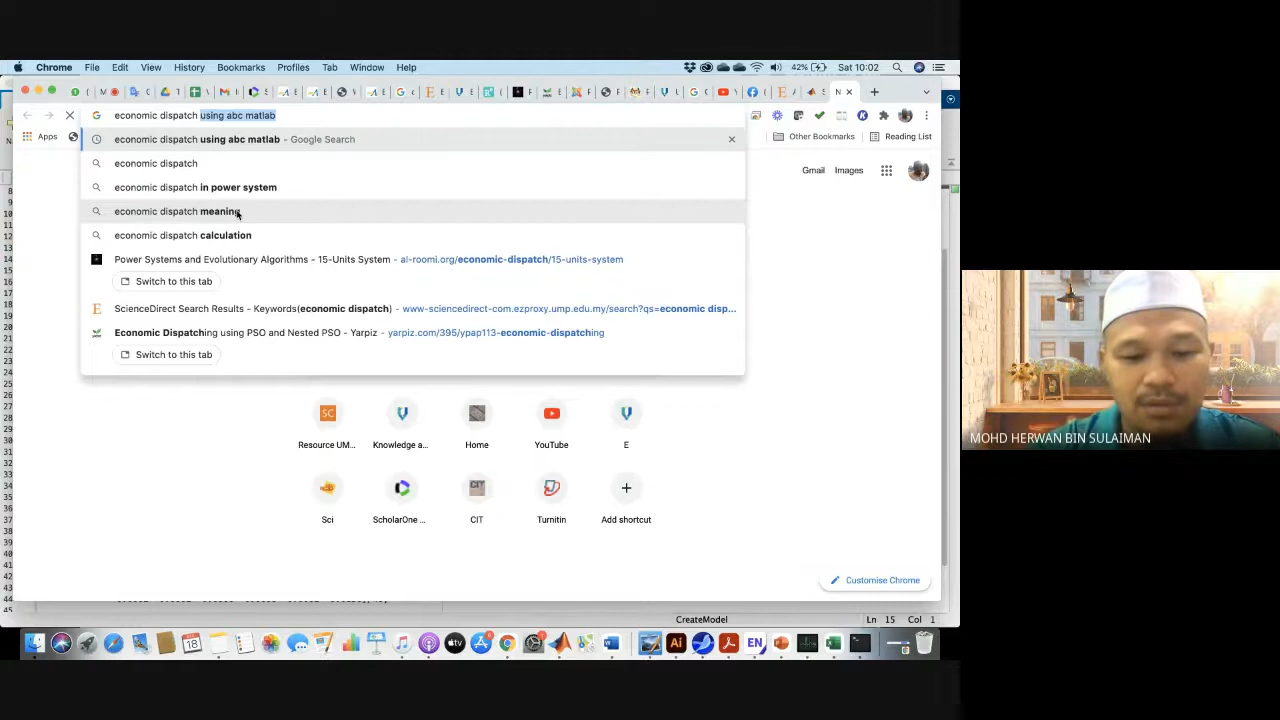 Chrome File Edit View History Bookmarks Profiles Tab Window Help 42% Sat 10:02
economic dispatch using abc matlab
Apps Other Bookmarks Reading List
economic dispatch using abc matlab - Google Search
economic dispatch
Gmail Images
economic dispatch in power system
economic dispatch meaning
economic dispatch calculation
Power Systems and Evolutionary Algorithms - 15-Units System - al-roomi.org/economic-dispatch/15-units-system
Switch to this tab
ScienceDirect Search Results - Keywords(economic dispatch) - www-sciencedirect-com.ezproxy.ump.edu.my/search?qs=economic disp...
Economic Dispatching using PSO and Nested PSO - Yarpiz - yarpiz.com/395/ypap113-economic-dispatching
Switch to this tab
SC
Resource UM... Knowledge a... Home YouTube E
CIT
Sci ScholarOne ... CIT Turnitin Add shortcut
Customise Chrome
CreateModel Ln 15 Col 1
18 Ai EN
MOHD HERWAN BIN SULAIMAN